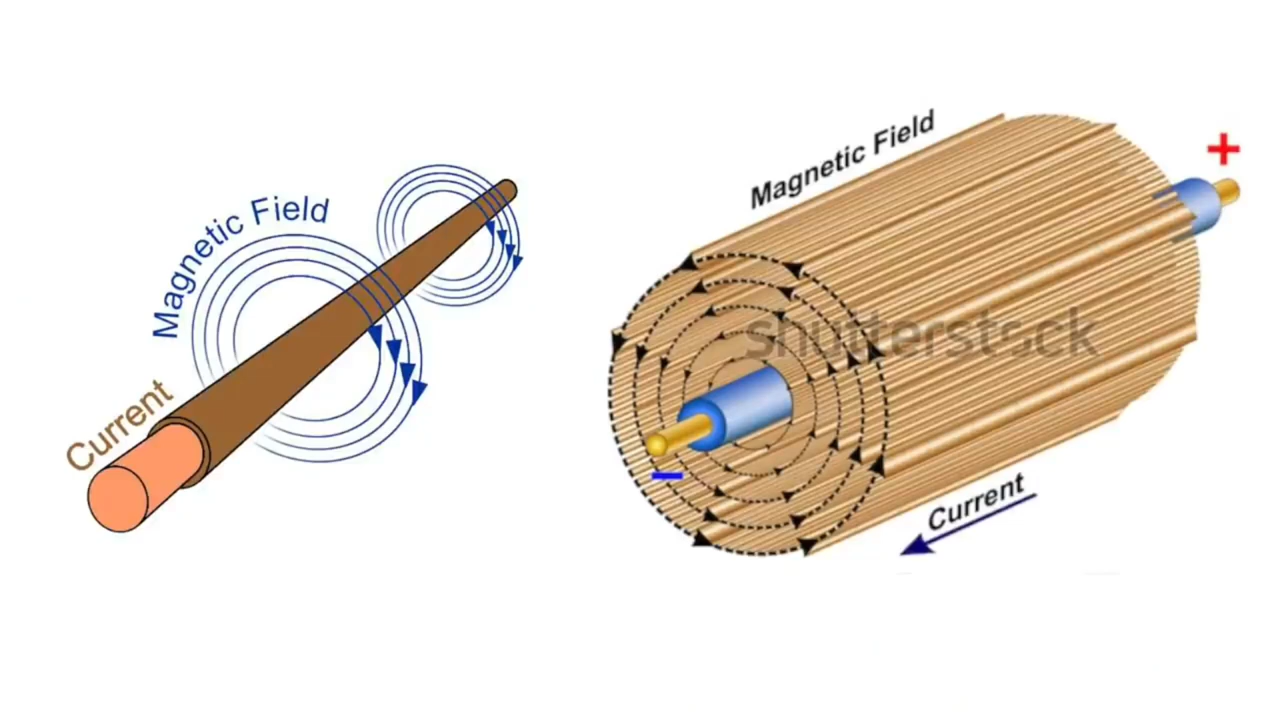 Magnetic Field
Current
Magnetic Field
+
shutterstock
−
Current